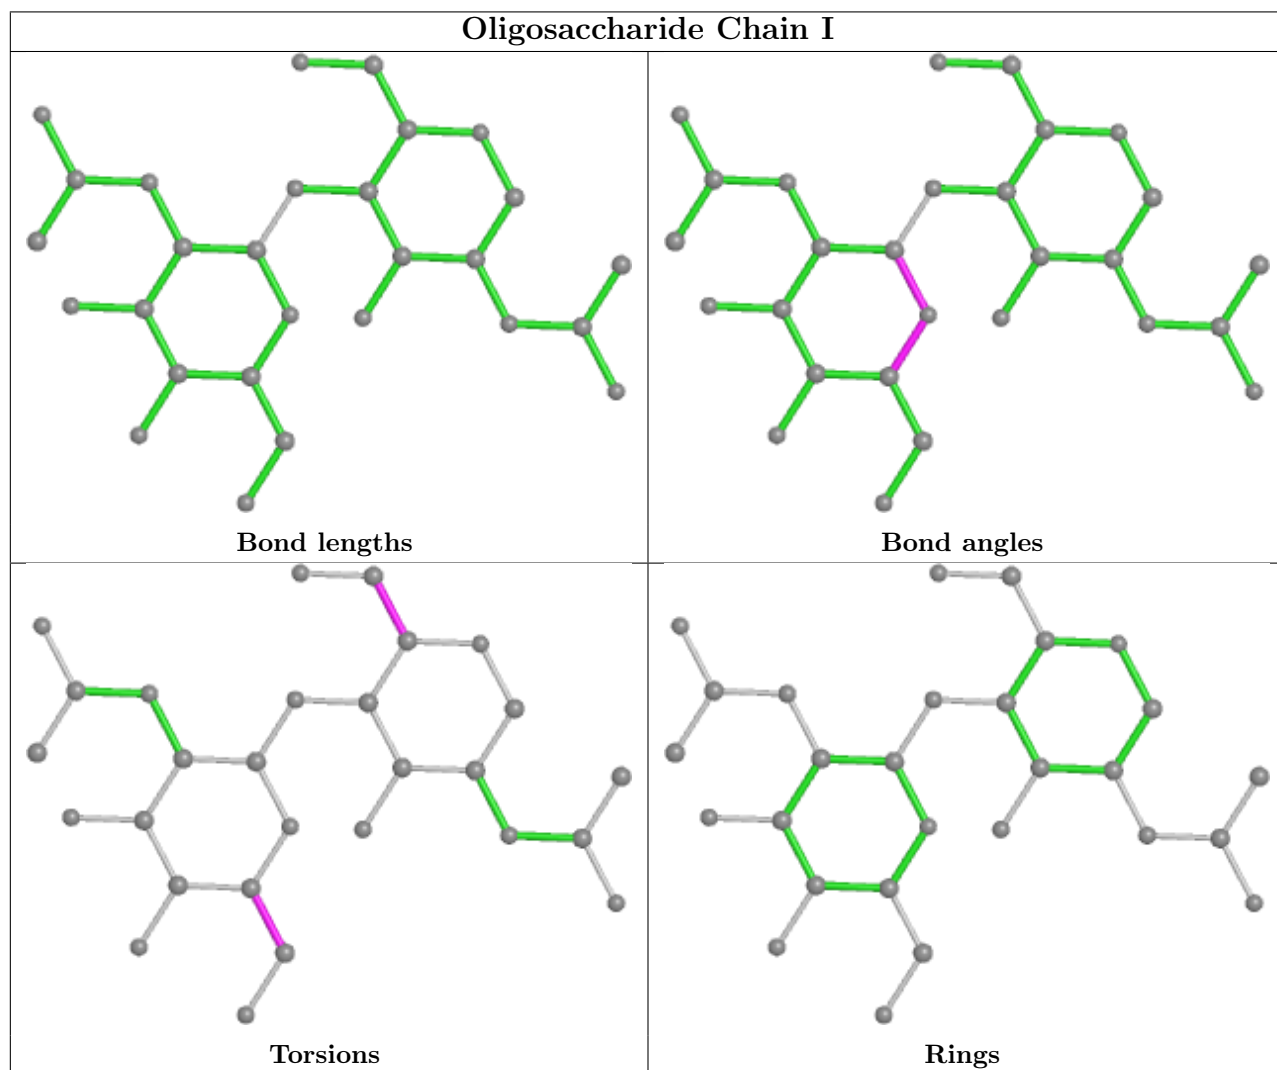 Oligosaccharide Chain I
Bond lengths
Bond angles
Torsions
Rings